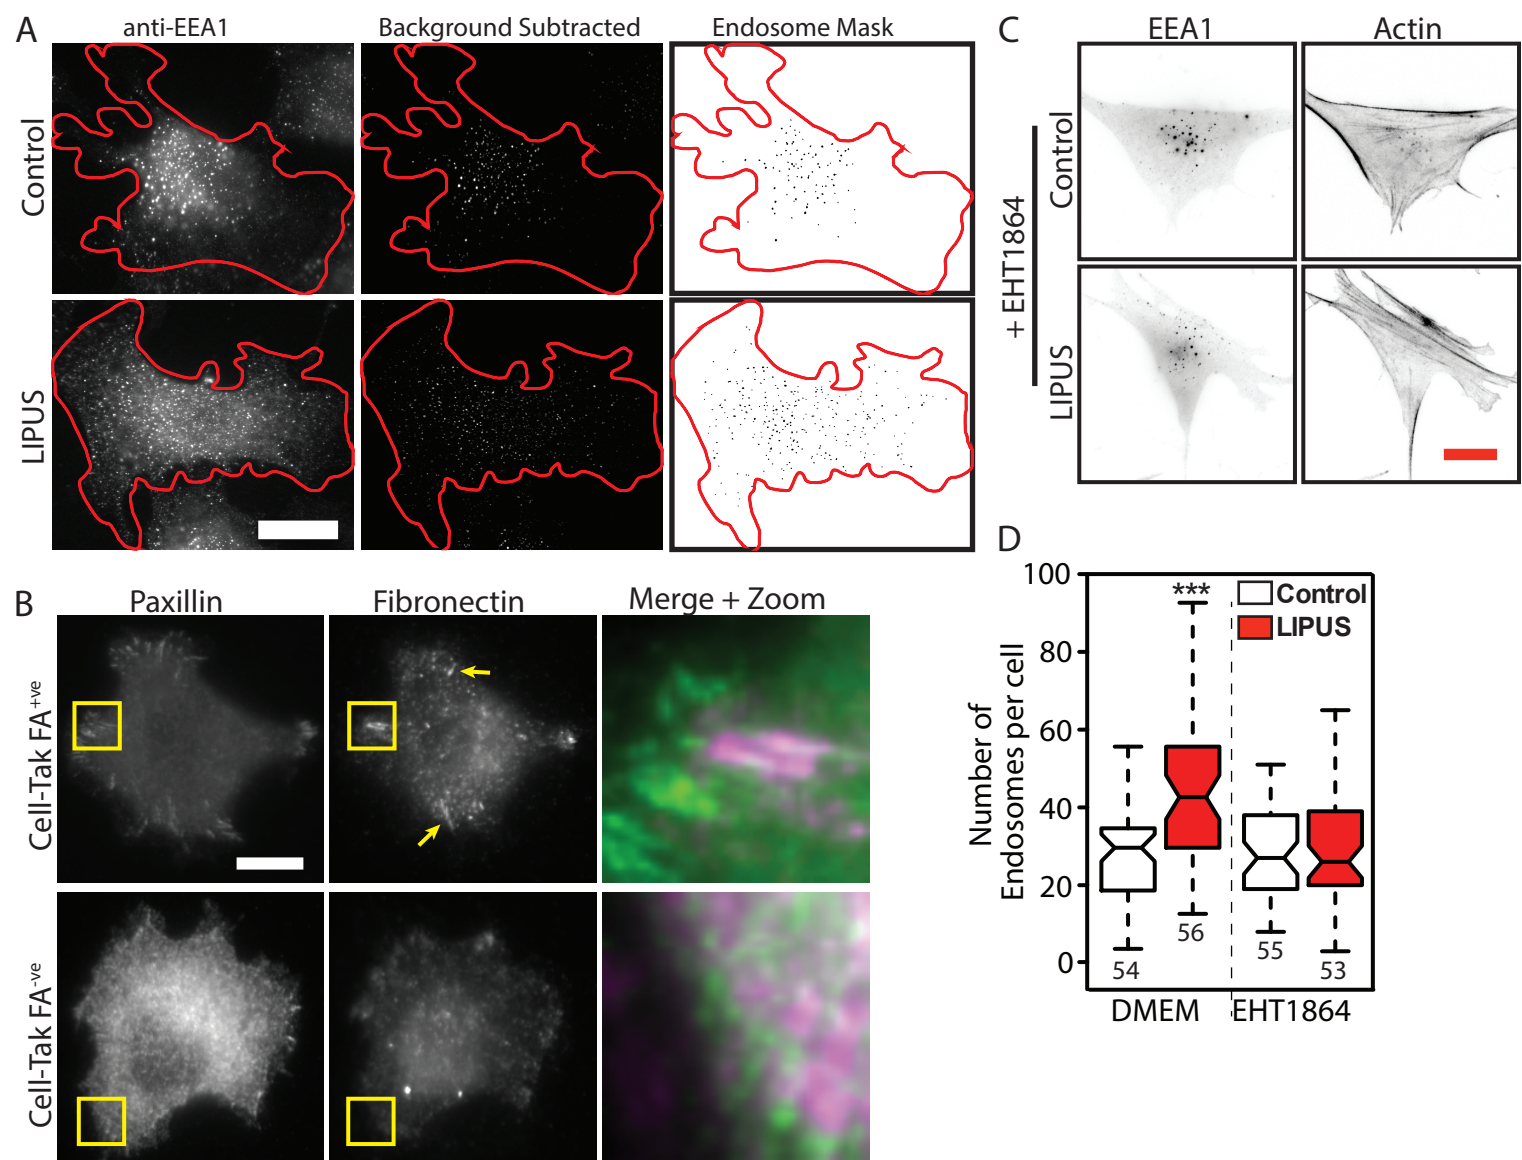 A
anti-EEA1
Background Subtracted
Endosome Mask
Control
LIPUS
B
Paxillin
Fibronectin
Merge + Zoom
Cell-Tak FA+ve
Cell-Tak FA-ve
C
EEA1
Actin
+ EHT1864
Control
LIPUS
D
Number of
Endosomes per cell
100
80
60
40
20
0
***
Control
LIPUS
54
56
55
53
DMEM
EHT1864